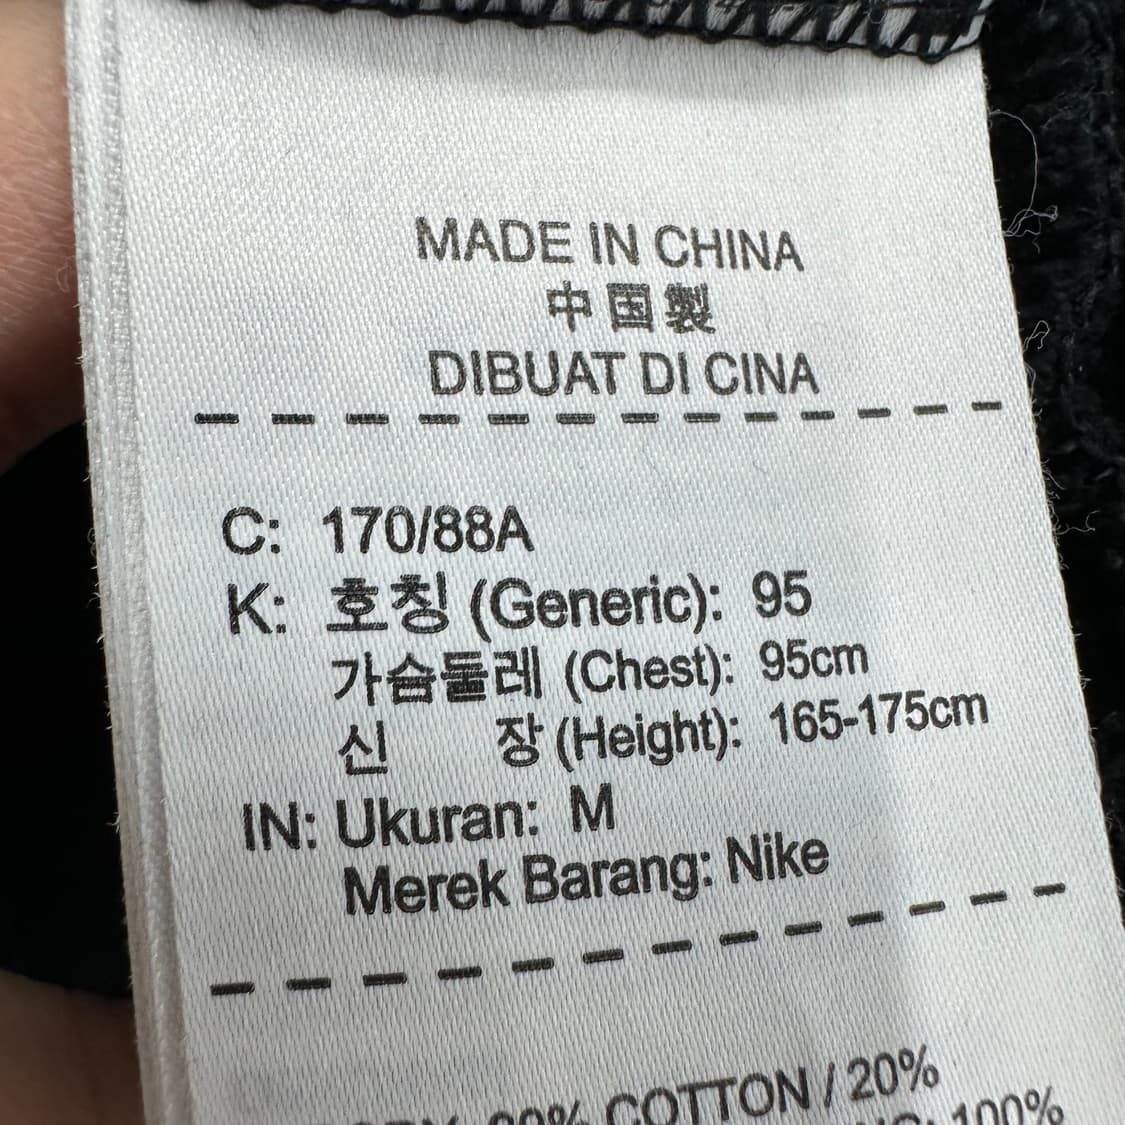 MADE IN CHINA
中国製
DIBUAT DI CINA
C: 170/88A
K: 호칭 (Generic): 95
가슴둘레 (Chest): 95cm
신 장 (Height): 165-175cm
IN: Ukuran: M
Merek Barang: Nike
COTTON / 20%
100%